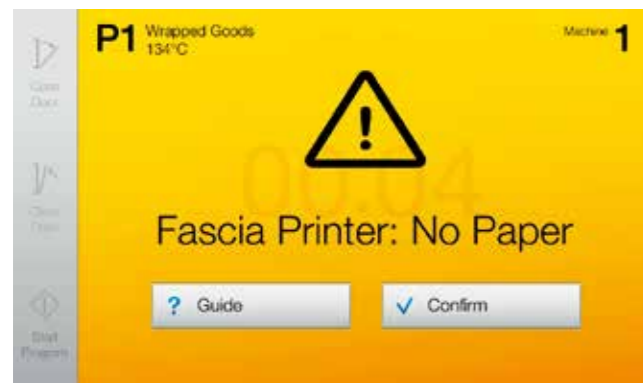 P1 Wrapped Goods
134°C
Machine 1
Open
Door
Close
Door
Start
Program
00:04
Fascia Printer: No Paper
? Guide
Confirm